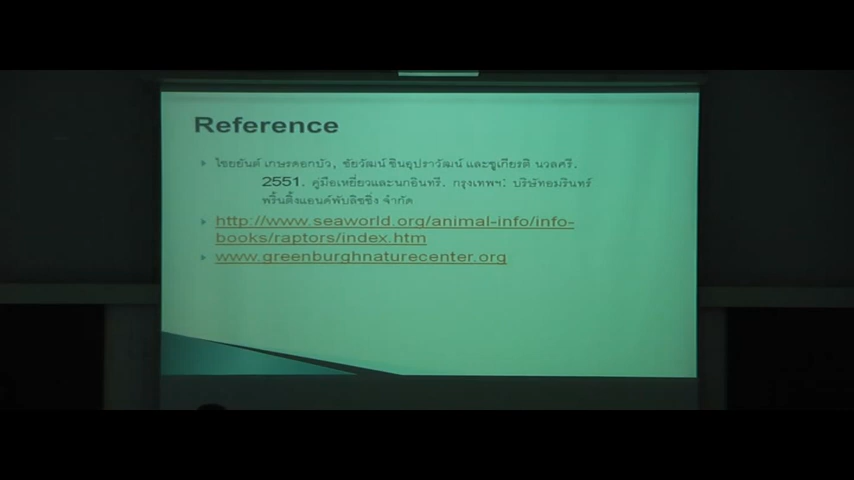 Reference
ไชยยันต์ เกษรดอกบัว, ชัยวัฒน์ ชินอุปราวัฒน์ และชูเกียรติ นวลศรี.
2551. คู่มือเหยี่ยวและนกอินทรี. กรุงเทพฯ: บริษัทอมรินทร์
พริ้นติ้งแอนด์พับลิชชิ่ง จำกัด
http://www.seaworld.org/animal-info/info-
books/raptors/index.htm
www.greenburghnaturecenter.org